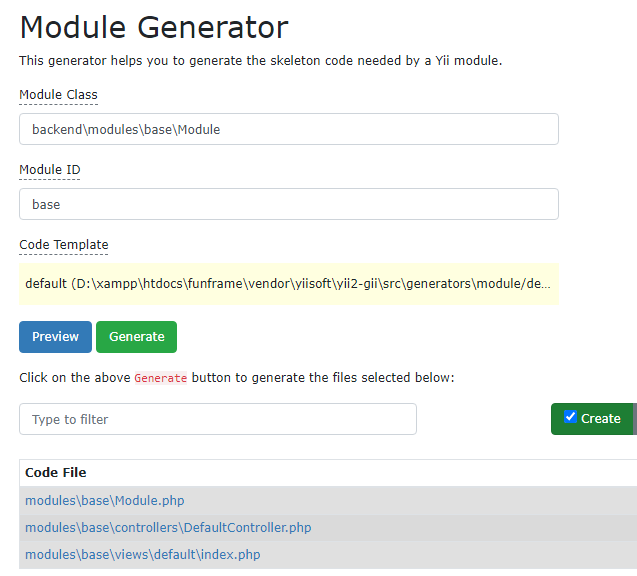 Module Generator
This generator helps you to generate the skeleton code needed by a Yii module.
Module Class
backend\modules\base\Module
Module ID
base
Code Template
default (D:\xampp\htdocs\funframe\vendor\yiisoft\yii2-gii\src\generators\module/de...
Preview Generate
Click on the above Generate button to generate the files selected below:
Type to filter Create
Code File
modules\base\Module.php
modules\base\controllers\DefaultController.php
modules\base\views\default\index.php